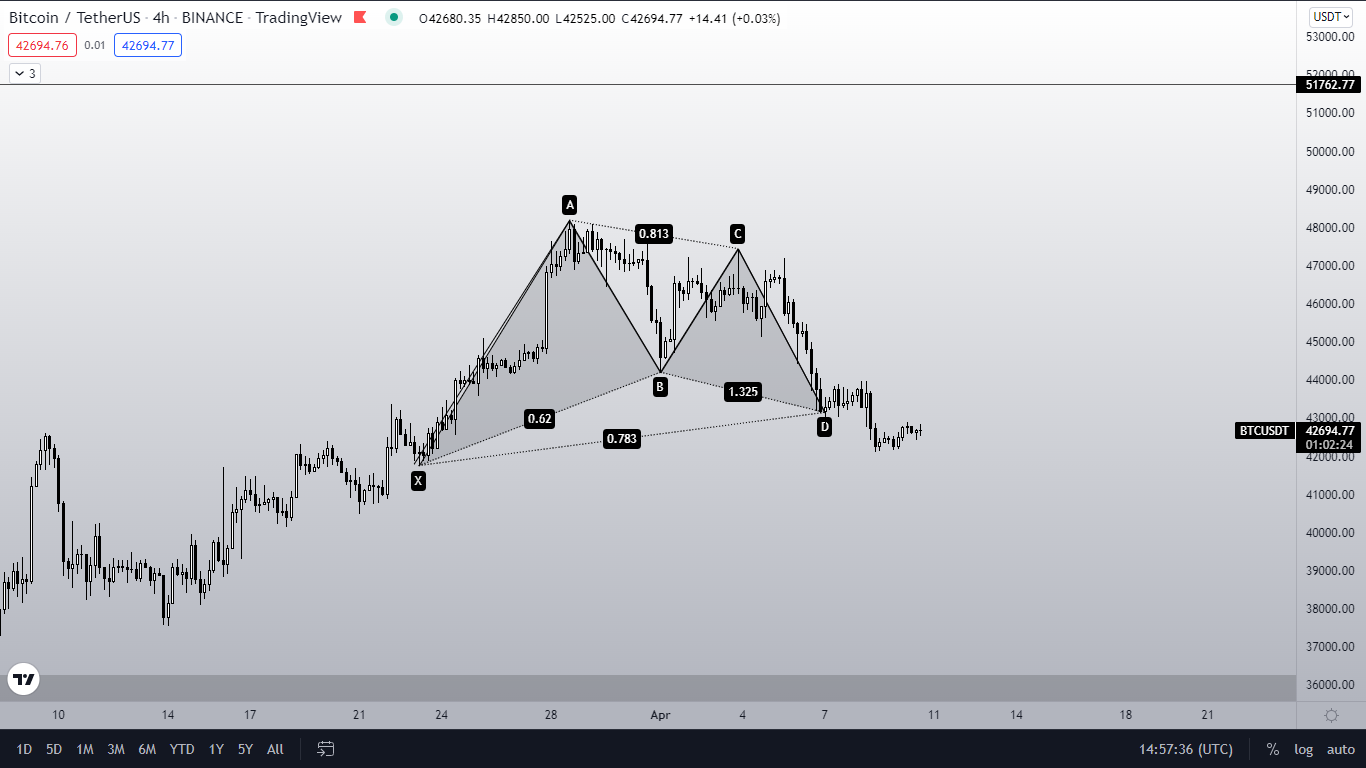 Bitcoin / TetherUS · 4h · BINANCE · TradingView O42680.35 H42850.00 L42525.00 C42694.77 +14.41 (+0.03%)
USDT
42694.76 0.01 42694.77
3
53000.00
52000.00
51762.77
51000.00
50000.00
49000.00
A
48000.00
0.813
C
47000.00
46000.00
45000.00
44000.00
B
1.325
0.62
43000.00
D
BTCUSDT 42694.77
0.783
01:02:24
42000.00
X
41000.00
40000.00
39000.00
38000.00
37000.00
36000.00
10 14 17 21 24 28 Apr 4 7 11 14 18 21
1D 5D 1M 3M 6M YTD 1Y 5Y All 14:57:36 (UTC) % log auto